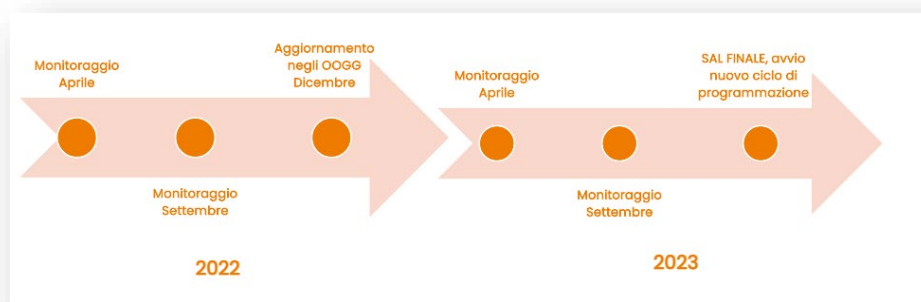 Monitoraggio
Aprile
Aggiornamento
negli OOGG
Dicembre
Monitoraggio
Settembre
2022
Monitoraggio
Aprile
SAL FINALE, avvio
nuovo ciclo di
programmazione
Monitoraggio
Settembre
2023